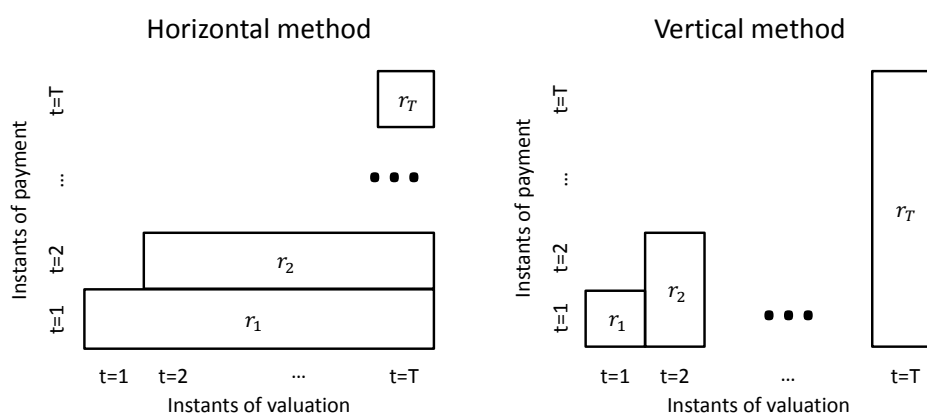 Horizontal method
Instants of payment
t=T
...
t=2
t=1
r_T
r_2
r_1
t=1 t=2 ... t=T
Instants of valuation
Vertical method
Instants of payment
t=T
...
t=2
t=1
r_1
r_2
r_T
t=1 t=2 ... t=T
Instants of valuation